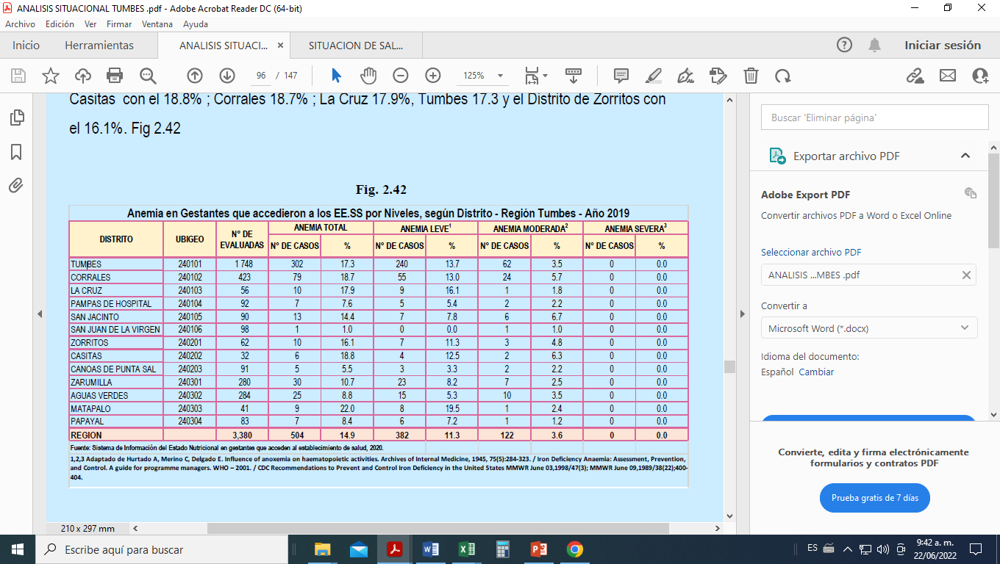 ANALISIS SITUACIONAL TUMBES .pdf - Adobe Acrobat Reader DC (64-bit)
Archivo Edición Ver Firmar Ventana Ayuda
Inicio Herramientas ANALISIS SITUACI... × SITUACION DE SAL... Iniciar sesión
96 / 147 125%
Casitas con el 18.8% ; Corrales 18.7% ; La Cruz 17.9%, Tumbes 17.3 y el Distrito de Zorritos con
el 16.1%. Fig 2.42
Fig. 2.42
Anemia en Gestantes que accedieron a los EE.SS por Niveles, según Distrito - Región Tumbes - Año 2019
DISTRITO UBIGEO N° DE EVALUADAS ANEMIA TOTAL ANEMIA LEVE1 ANEMIA MODERADA2 ANEMIA SEVERA3
N° DE CASOS % N° DE CASOS % N° DE CASOS % N° DE CASOS %
TUMBES 240101 1 748 302 17.3 240 13.7 62 3.5 0 0.0
CORRALES 240102 423 79 18.7 55 13.0 24 5.7 0 0.0
LA CRUZ 240103 56 10 17.9 9 16.1 1 1.8 0 0.0
PAMPAS DE HOSPITAL 240104 92 7 7.6 5 5.4 2 2.2 0 0.0
SAN JACINTO 240105 90 13 14.4 7 7.8 6 6.7 0 0.0
SAN JUAN DE LA VIRGEN 240106 98 1 1.0 0 0.0 1 1.0 0 0.0
ZORRITOS 240201 62 10 16.1 7 11.3 3 4.8 0 0.0
CASITAS 240202 32 6 18.8 4 12.5 2 6.3 0 0.0
CANOAS DE PUNTA SAL 240203 91 5 5.5 3 3.3 2 2.2 0 0.0
ZARUMILLA 240301 280 30 10.7 23 8.2 7 2.5 0 0.0
AGUAS VERDES 240302 284 25 8.8 15 5.3 10 3.5 0 0.0
MATAPALO 240303 41 9 22.0 8 19.5 1 2.4 0 0.0
PAPAYAL 240304 83 7 8.4 6 7.2 1 1.2 0 0.0
REGION 3,380 504 14.9 382 11.3 122 3.6 0 0.0
Fuente: Sistema de Información del Estado Nutricional en gestantes que acceden al establecimiento de salud, 2020.
1,2,3 Adaptado de Hurtado A, Merino C, Delgado E. Influence of anoxemia on haematopoietic activities. Archives of Internal Medicine, 1945, 75(5):284-323. / Iron Deficiency Anaemia: Assessment, Prevention,
and Control. A guide for programme managers. WHO – 2001. / CDC Recommendations to Prevent and Control Iron Deficiency in the United States MMWR June 03,1998/47(3); MMWR June 09,1989/38(22);400-
404.
210 x 297 mm
Buscar 'Eliminar página'
Exportar archivo PDF
Adobe Export PDF
Convertir archivos PDF a Word o Excel Online
Seleccionar archivo PDF
ANALISIS ...MBES .pdf
Convertir a
Microsoft Word (*.docx)
Idioma del documento:
Español Cambiar
Convierte, edita y firma electrónicamente
formularios y contratos PDF
Prueba gratis de 7 días
Escribe aquí para buscar
ES
9:42 a. m.
22/06/2022